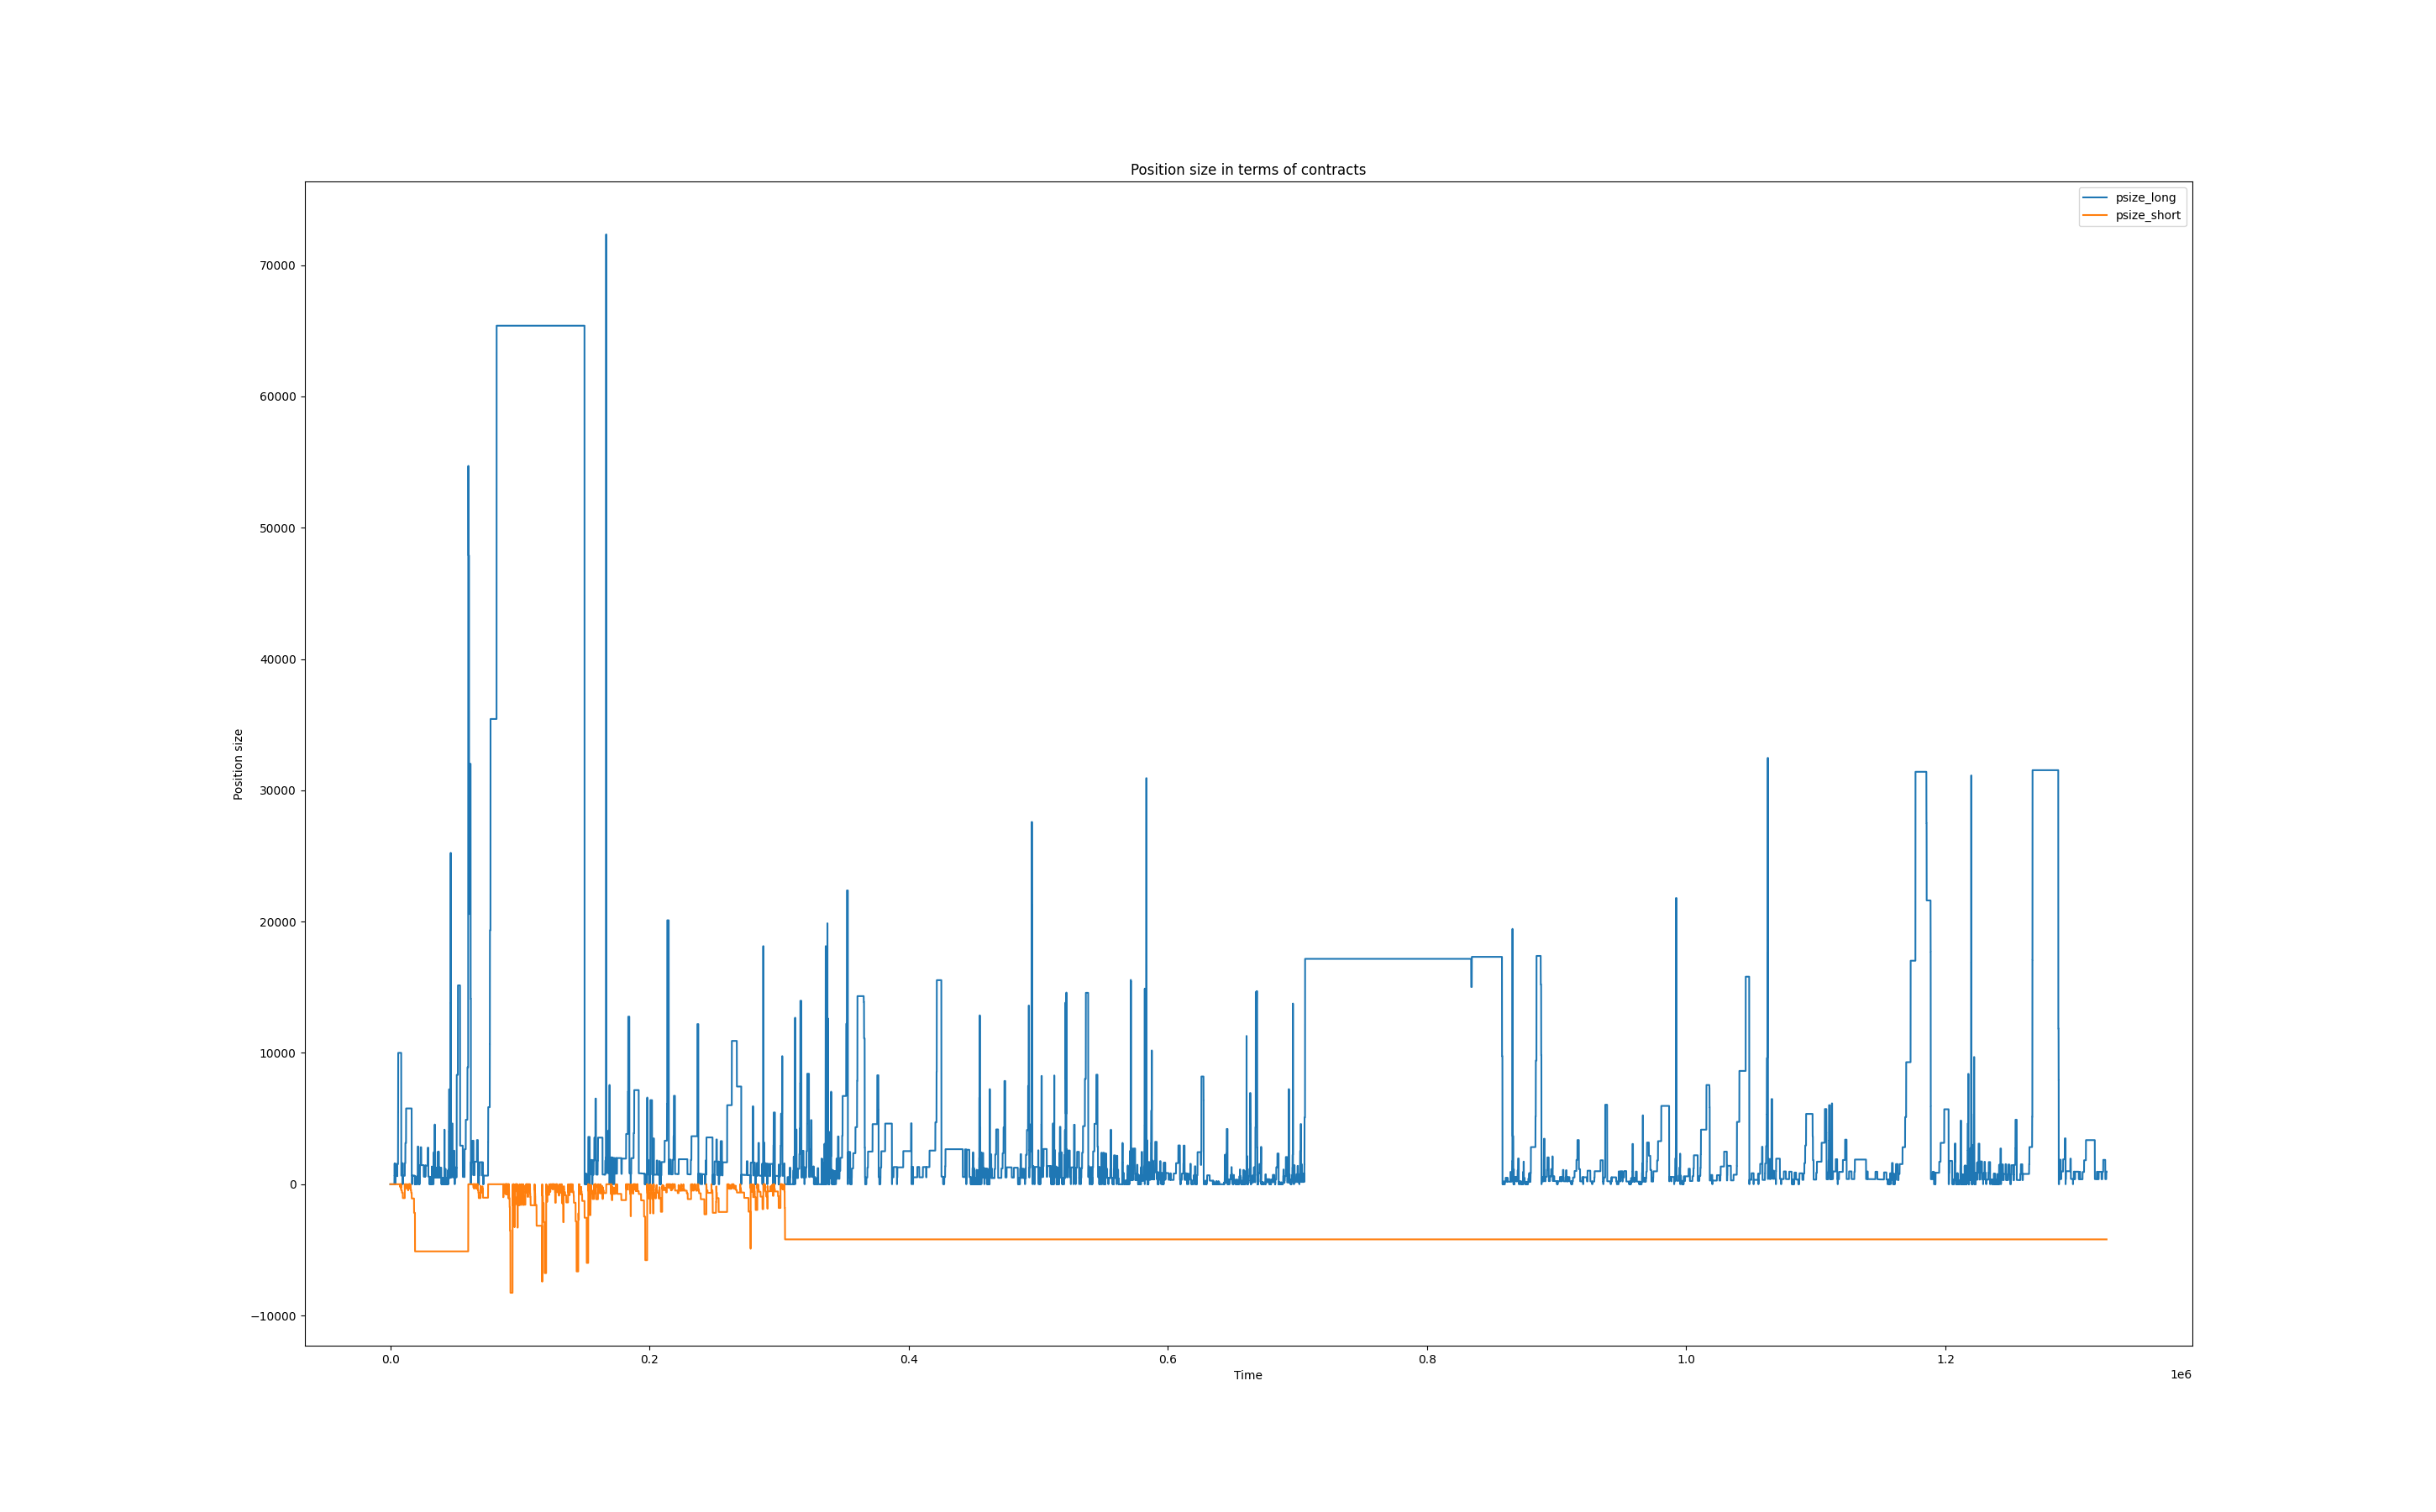 Position size in terms of contracts
psize_long
psize_short
70000
60000
50000
40000
30000
20000
10000
0
−10000
Position size
0.0 0.2 0.4 0.6 0.8 1.0 1.2
Time
1e6